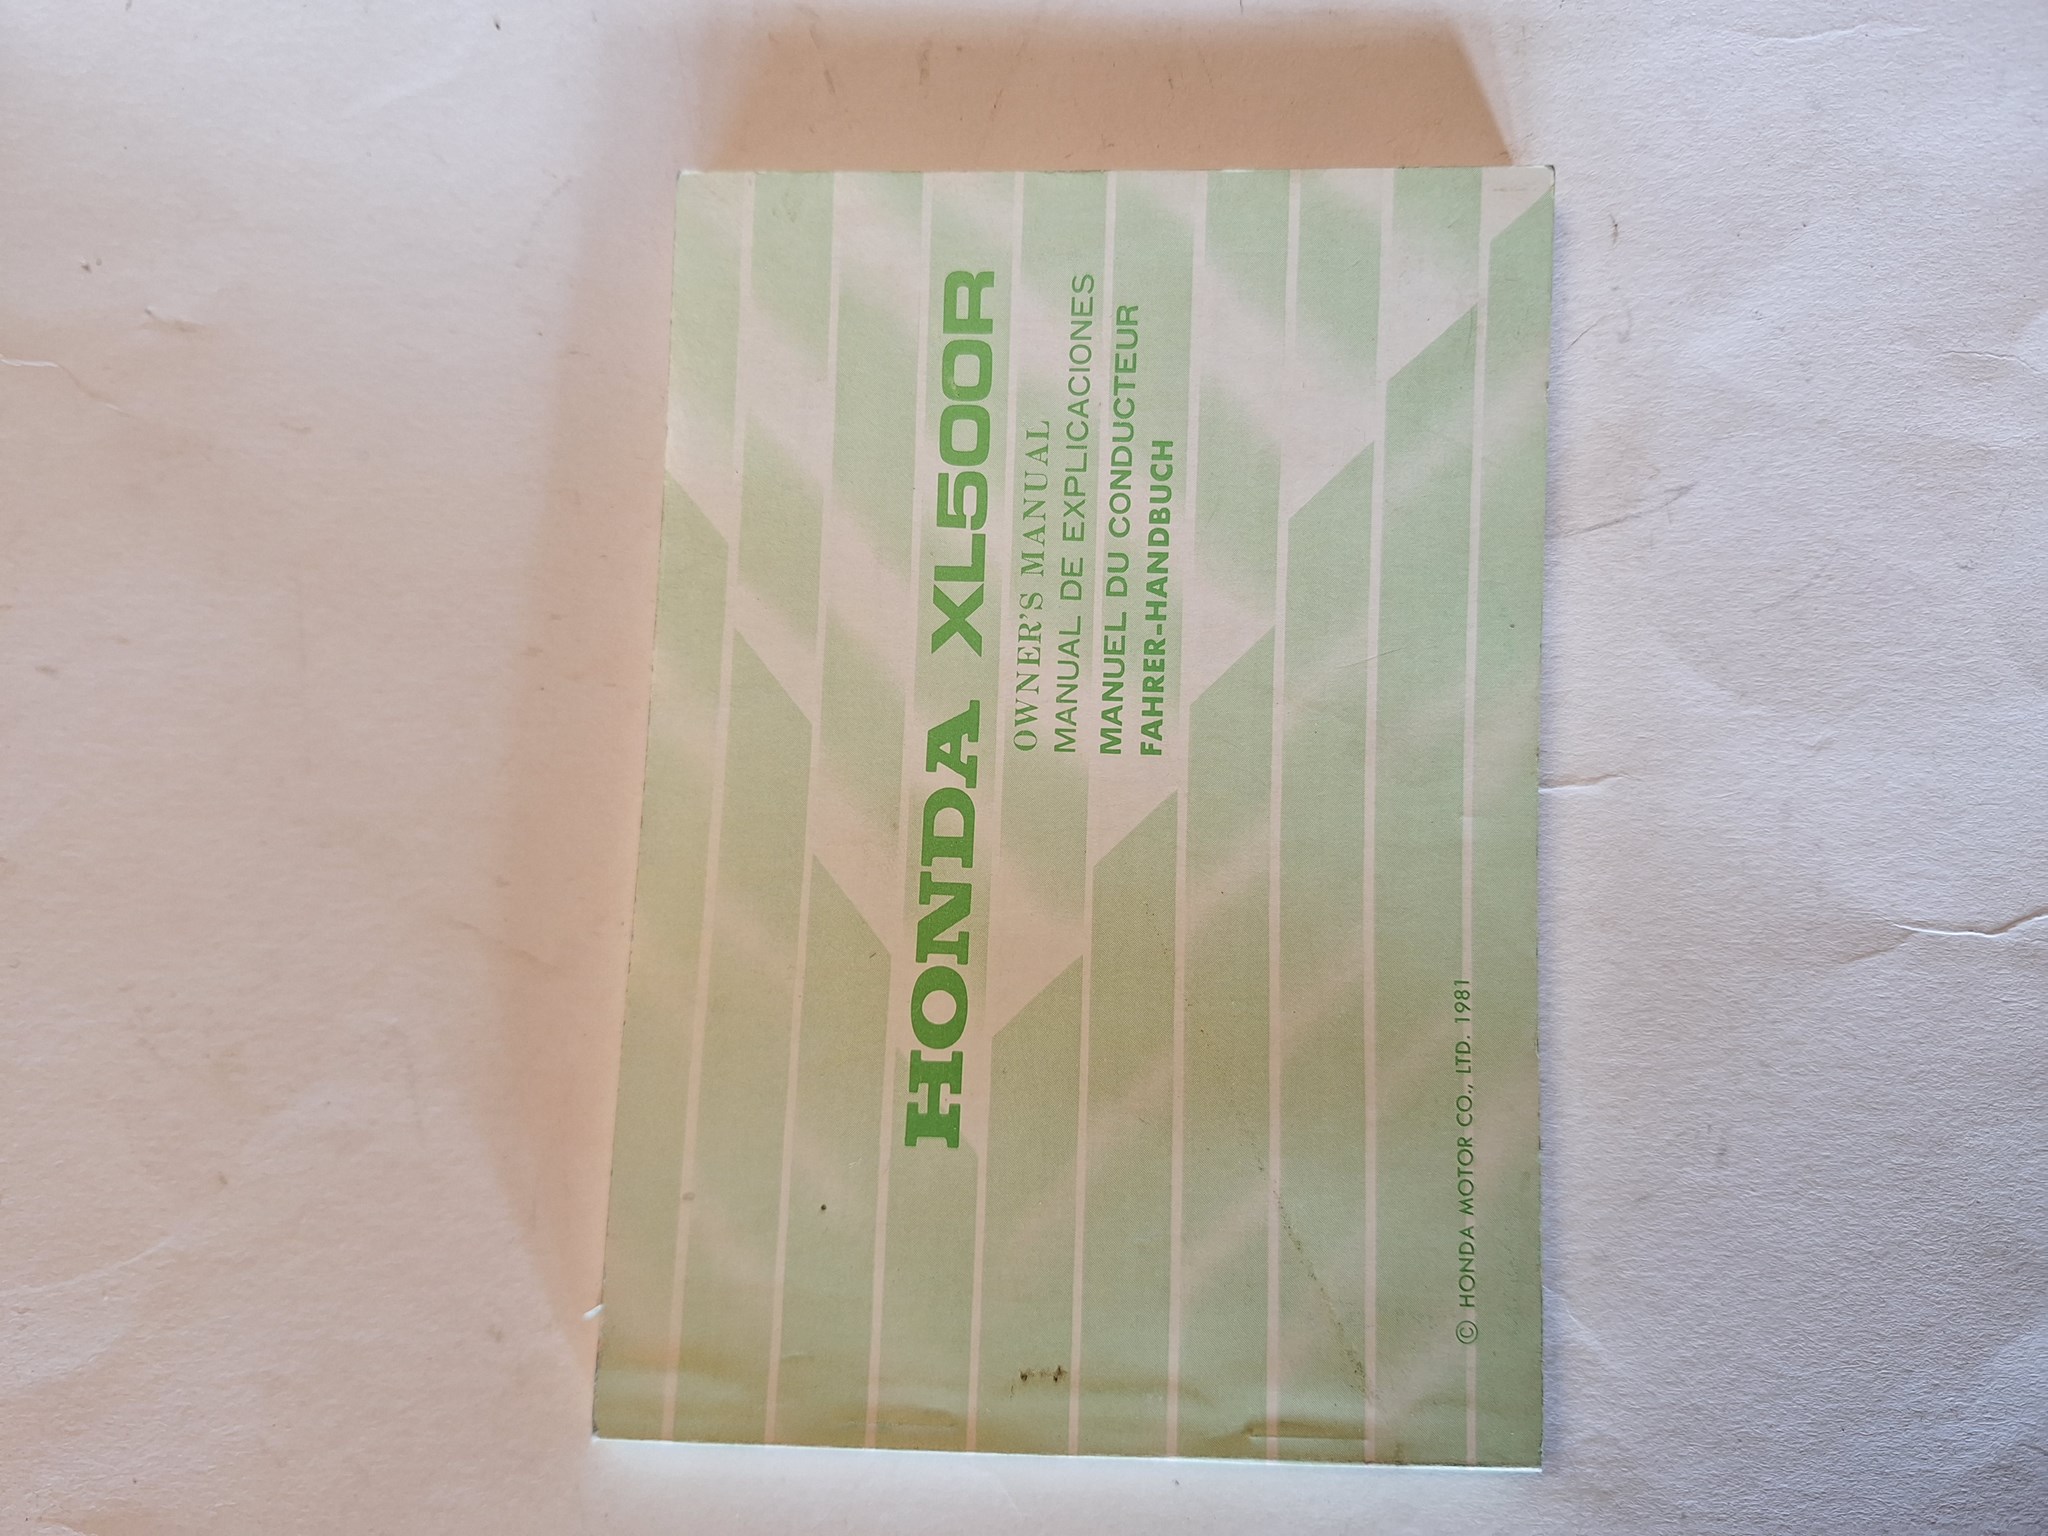 HONDA XL500R
OWNER'S MANUAL
MANUAL DE EXPLICACIONES
MANUEL DU CONDUCTEUR
FAHRER-HANDBUCH
© HONDA MOTOR CO., LTD. 1981